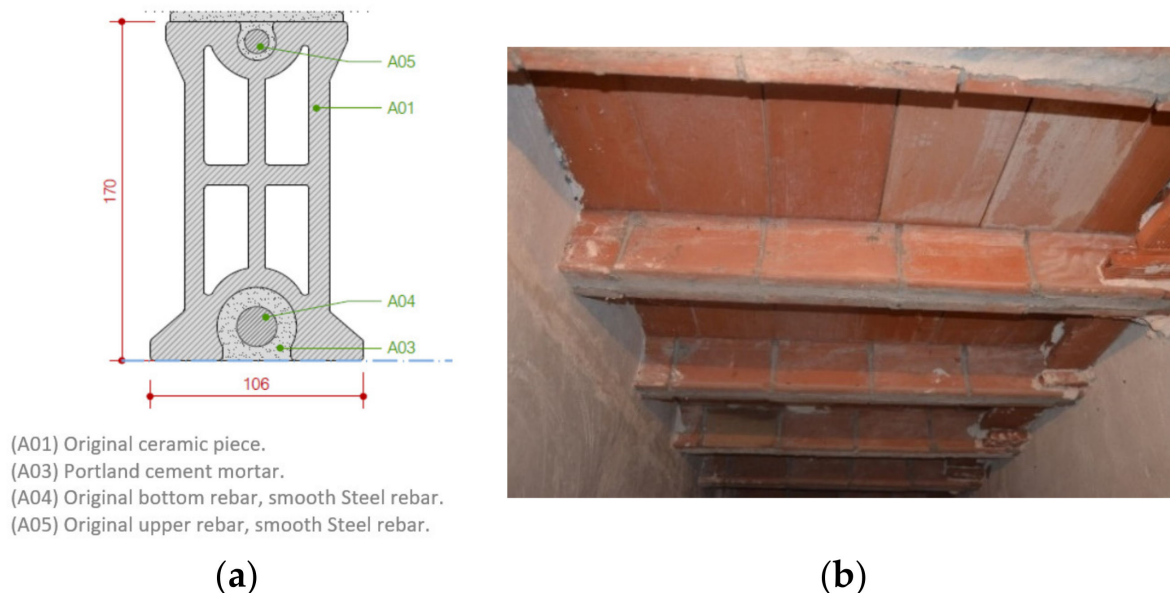 A05
A01
170
A04
A03
106
(A01) Original ceramic piece.
(A03) Portland cement mortar.
(A04) Original bottom rebar, smooth Steel rebar.
(A05) Original upper rebar, smooth Steel rebar.
(a)
(b)